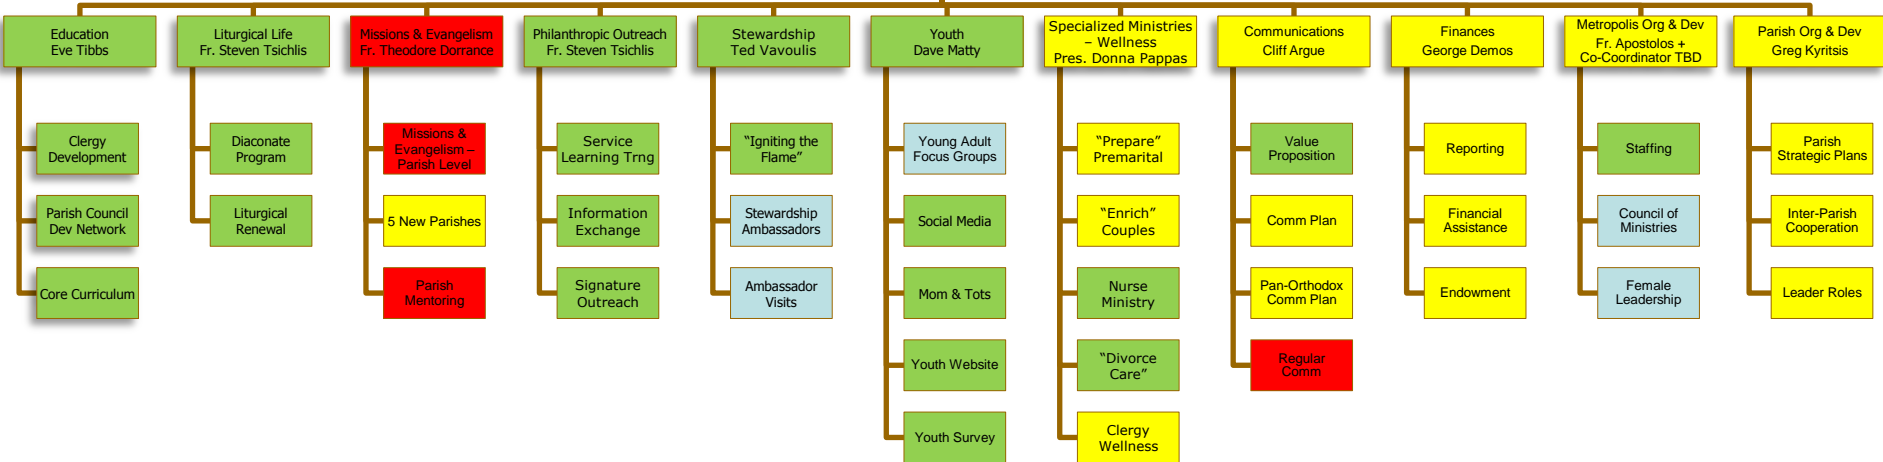 Education
Eve Tibbs
Liturgical Life
Fr. Steven Tsichlis
Missions & Evangelism
Fr. Theodore Dorrance
Philanthropic Outreach
Fr. Steven Tsichlis
Stewardship
Ted Vavoulis
Youth
Dave Matty
Specialized Ministries
– Wellness
Pres. Donna Pappas
Communications
Cliff Argue
Finances
George Demos
Metropolis Org & Dev
Fr. Apostolos +
Co-Coordinator TBD
Parish Org & Dev
Greg Kyritsis
Clergy
Development
Parish Council
Dev Network
Core Curriculum
Diaconate
Program
Liturgical
Renewal
Missions &
Evangelism –
Parish Level
5 New Parishes
Parish
Mentoring
Service
Learning Trng
Information
Exchange
Signature
Outreach
“Igniting the
Flame”
Stewardship
Ambassadors
Ambassador
Visits
Young Adult
Focus Groups
Social Media
Mom & Tots
Youth Website
Youth Survey
“Prepare”
Premarital
“Enrich”
Couples
Nurse
Ministry
“Divorce
Care”
Clergy
Wellness
Value
Proposition
Comm Plan
Pan-Orthodox
Comm Plan
Regular
Comm
Reporting
Financial
Assistance
Endowment
Staffing
Council of
Ministries
Female
Leadership
Parish
Strategic Plans
Inter-Parish
Cooperation
Leader Roles